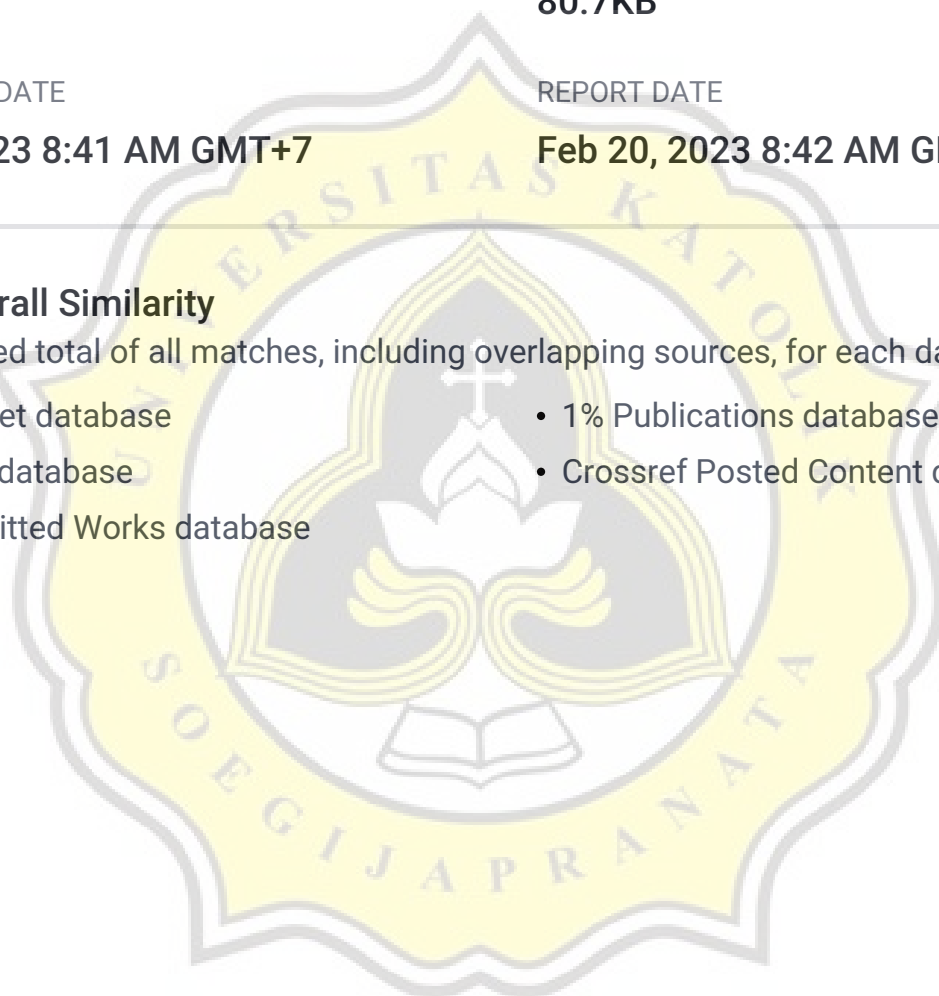 80.7KB
DATE
REPORT DATE
23 8:41 AM GMT+7
Feb 20, 2023 8:42 AM G
UNIVERSITAS KATOLIK
rall Similarity
ed total of all matches, including overlapping sources, for each da
et database
• 1% Publications database
database
• Crossref Posted Content
itted Works database
SOEGIJAPRANATA